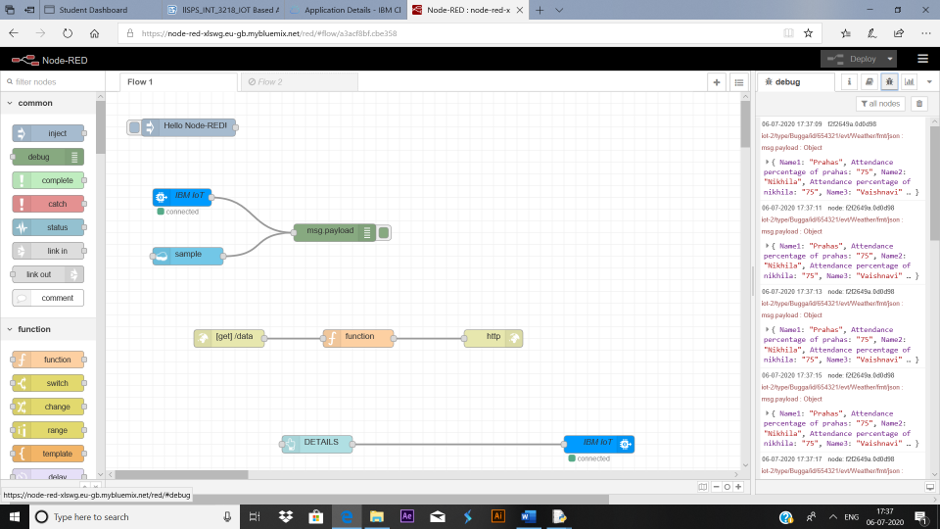 Student Dashboard
IISPS_INT_3218_IOT Based A
Application Details - IBM Cl
Node-RED : node-red-x
https://node-red-xlswg.eu-gb.mybluemix.net/red/#flow/a3acf8bf.cbe358
Node-RED
Deploy
filter nodes
Flow 1
Flow 2
debug
all nodes
common
inject
debug
complete
catch
status
link in
link out
comment
function
function
switch
change
range
template
delay
Hello Node-RED!
IBM IoT
connected
sample
msg.payload
[get] /data
function
http
DETAILS
IBM IoT
connected
06-07-2020 17:37:09 node: f2f2649a.0d0d98
iot-2/type/Bugga/id/654321/evt/Weather/fmt/json :
msg.payload : Object
{ Name1: "Prahas", Attendance
percentage of prahas: "75", Name2:
"Nikhila", Attendance percentage of
nikhila: "75", Name3: "Vaishnavi" … }
06-07-2020 17:37:11 node: f2f2649a.0d0d98
iot-2/type/Bugga/id/654321/evt/Weather/fmt/json :
msg.payload : Object
{ Name1: "Prahas", Attendance
percentage of prahas: "75", Name2:
"Nikhila", Attendance percentage of
nikhila: "75", Name3: "Vaishnavi" … }
06-07-2020 17:37:13 node: f2f2649a.0d0d98
iot-2/type/Bugga/id/654321/evt/Weather/fmt/json :
msg.payload : Object
{ Name1: "Prahas", Attendance
percentage of prahas: "75", Name2:
"Nikhila", Attendance percentage of
nikhila: "75", Name3: "Vaishnavi" … }
06-07-2020 17:37:15 node: f2f2649a.0d0d98
iot-2/type/Bugga/id/654321/evt/Weather/fmt/json :
msg.payload : Object
{ Name1: "Prahas", Attendance
percentage of prahas: "75", Name2:
"Nikhila", Attendance percentage of
nikhila: "75", Name3: "Vaishnavi" … }
06-07-2020 17:37:17 node: f2f2649a.0d0d98
iot-2/type/Bugga/id/654321/evt/Weather/fmt/json :
https://node-red-xlswg.eu-gb.mybluemix.net/red/#debug
Type here to search
ENG
17:37
06-07-2020